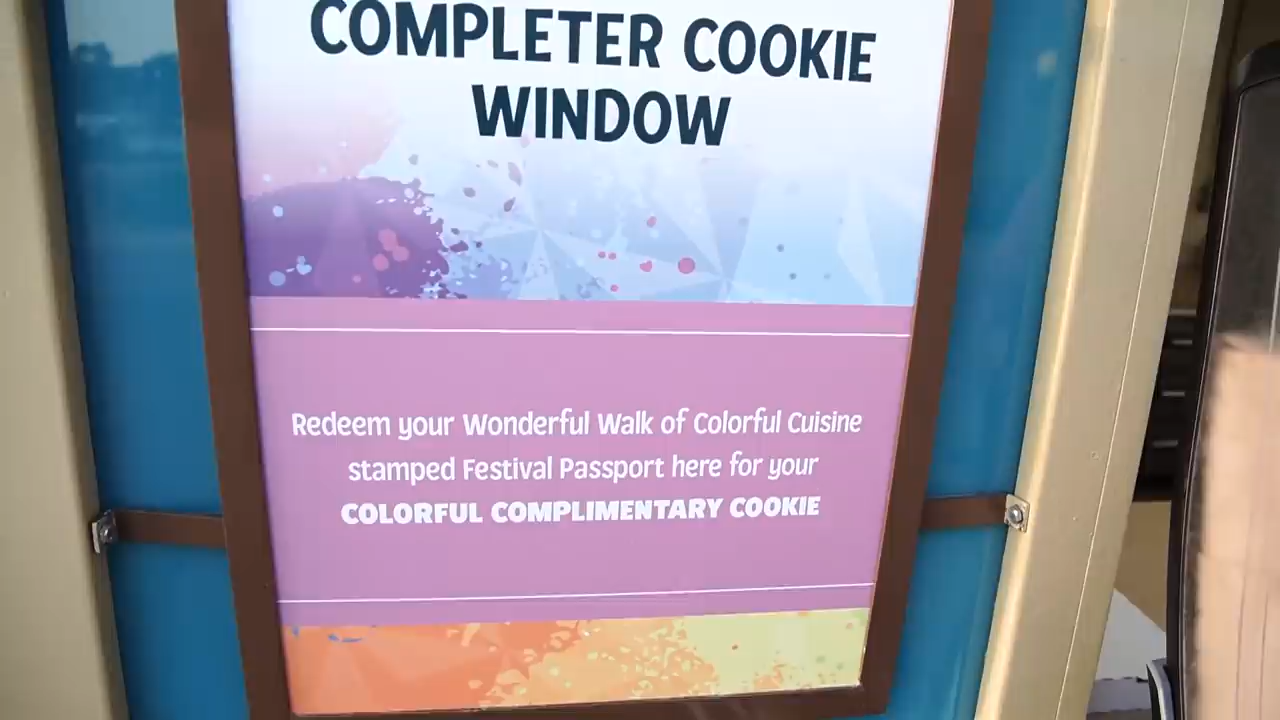 COMPLETER COOKIE
WINDOW
Redeem your Wonderful Walk of Colorful Cuisine
stamped Festival Passport here for your
COLORFUL COMPLIMENTARY COOKIE